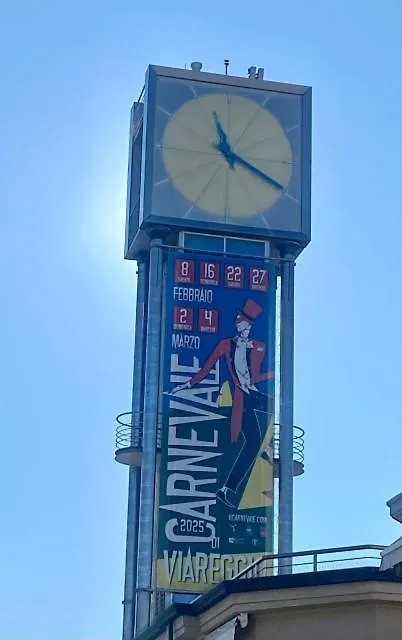 8 16 22 27
FEBBRAIO
2 4
MARZO
CARNEVALE
2025
DI
VIAREGGIO